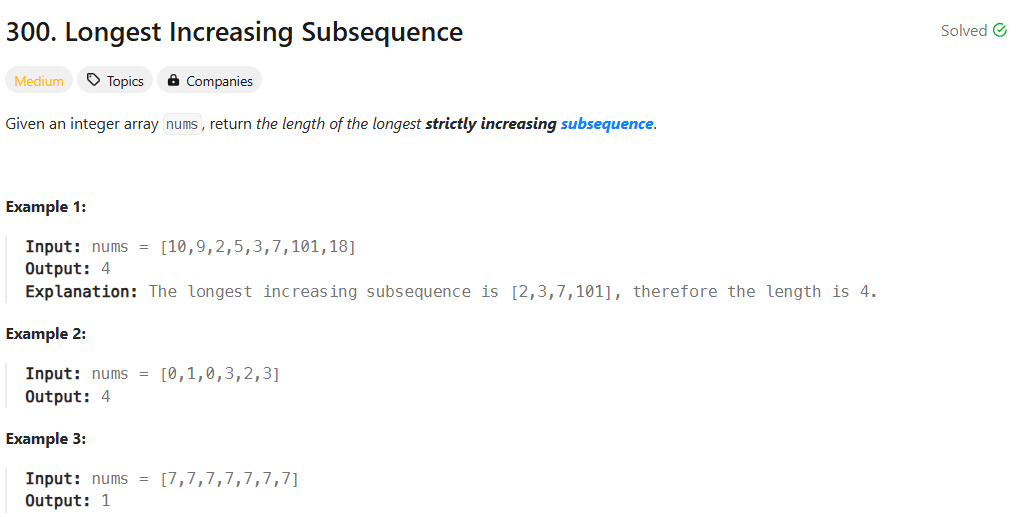 300. Longest Increasing Subsequence
Solved
Medium Topics Companies
Given an integer array nums, return the length of the longest strictly increasing subsequence.
Example 1:
Input: nums = [10,9,2,5,3,7,101,18]
Output: 4
Explanation: The longest increasing subsequence is [2,3,7,101], therefore the length is 4.
Example 2:
Input: nums = [0,1,0,3,2,3]
Output: 4
Example 3:
Input: nums = [7,7,7,7,7,7,7]
Output: 1